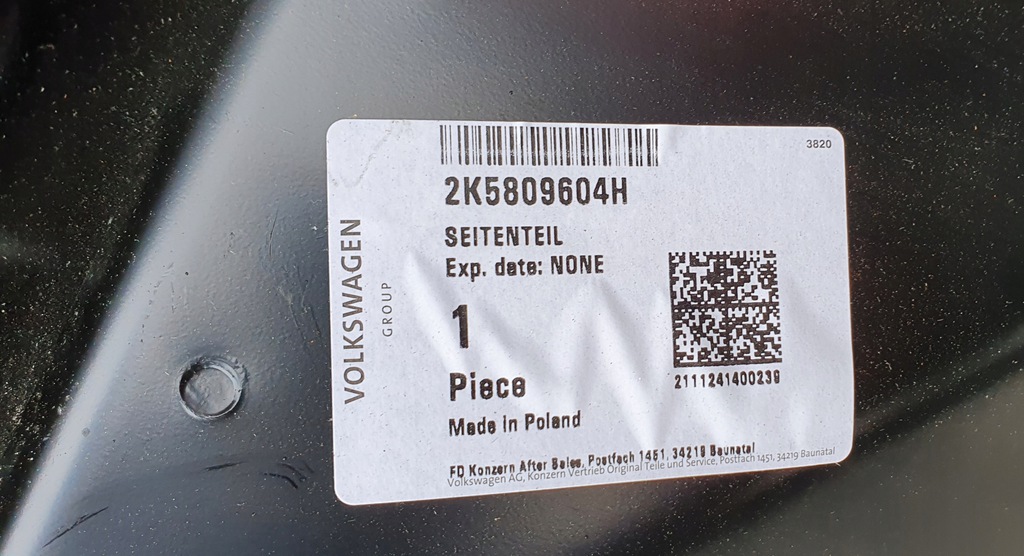 3820
2K5809604H
SEITENTEIL
Exp. date: NONE
1
Piece
Made in Poland
2111241400239
FD Konzern After Sales, Postfach 1451, 34219 Baunatal
Volkswagen AG, Konzern Vertrieb Original Teile und Service, Postfach 1451, 34219 Baunatal
VOLKSWAGEN
GROUP